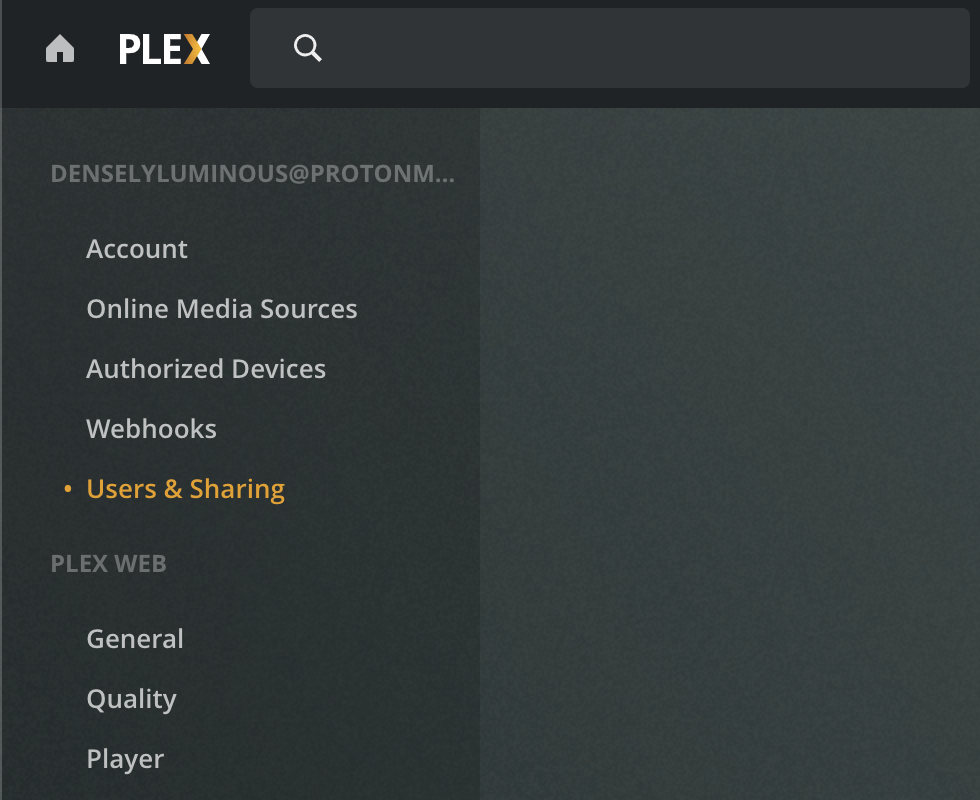 PLEX
DENSELYLUMINOUS@PROTONM...
Account
Online Media Sources
Authorized Devices
Webhooks
• Users & Sharing
PLEX WEB
General
Quality
Player